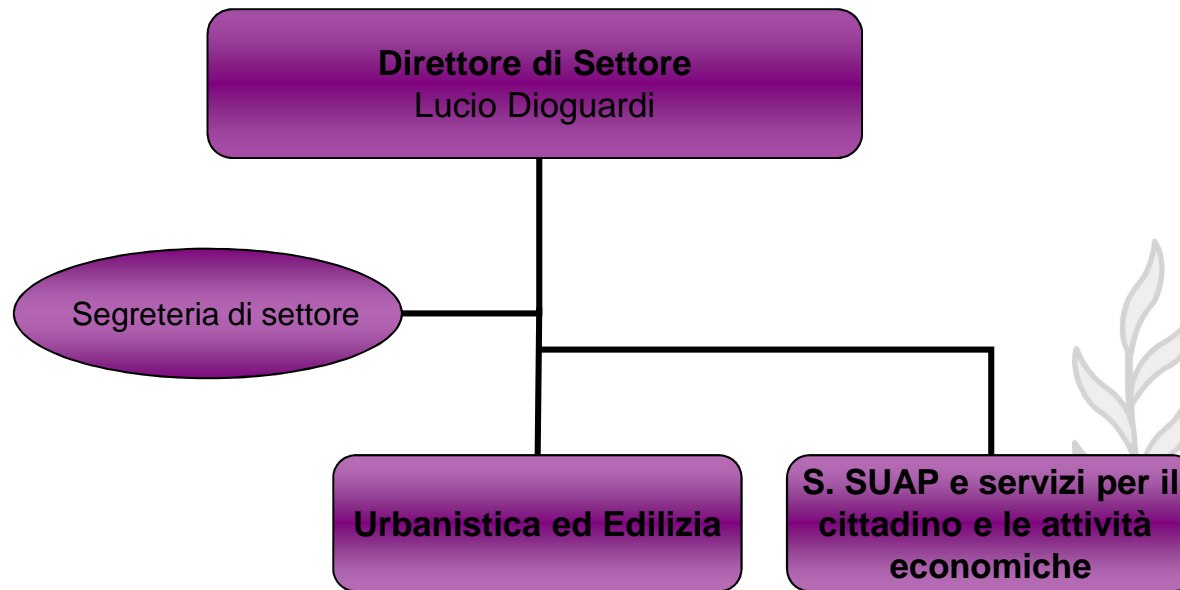 Direttore di Settore
Lucio Dioguardi
Segreteria di settore
Urbanistica ed Edilizia
S. SUAP e servizi per il
cittadino e le attività
economiche